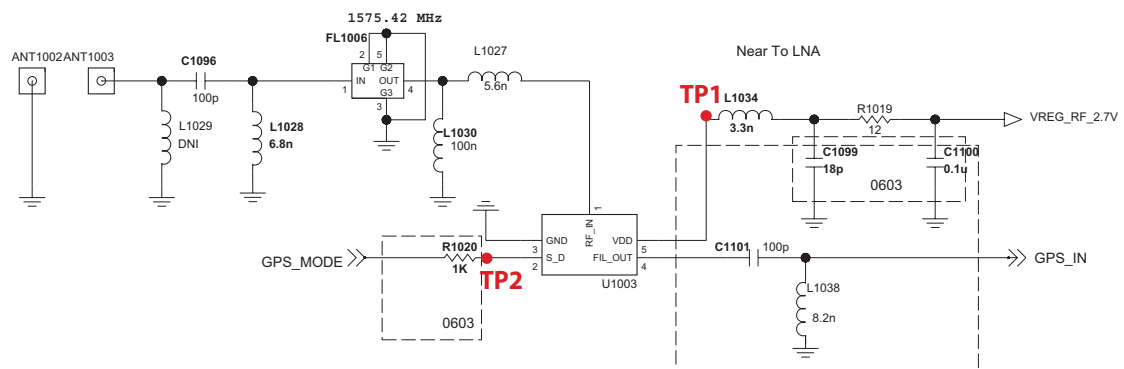 1575.42 MHz
FL1006
ANT1002
ANT1003
C1096
100p
L1029
DNI
L1028
6.8n
2
5
G1
G2
IN
OUT
G3
1
4
3
L1027
5.6n
L1030
100n
Near To LNA
TP1
L1034
3.3n
R1019
12
VREG_RF_2.7V
C1099
18p
C1100
0.1u
0603
GPS_MODE
R1020
1K
0603
TP2
1
RF_IN
GND
3
S_D
2
VDD
5
FIL_OUT
4
U1003
C1101
100p
L1038
8.2n
GPS_IN